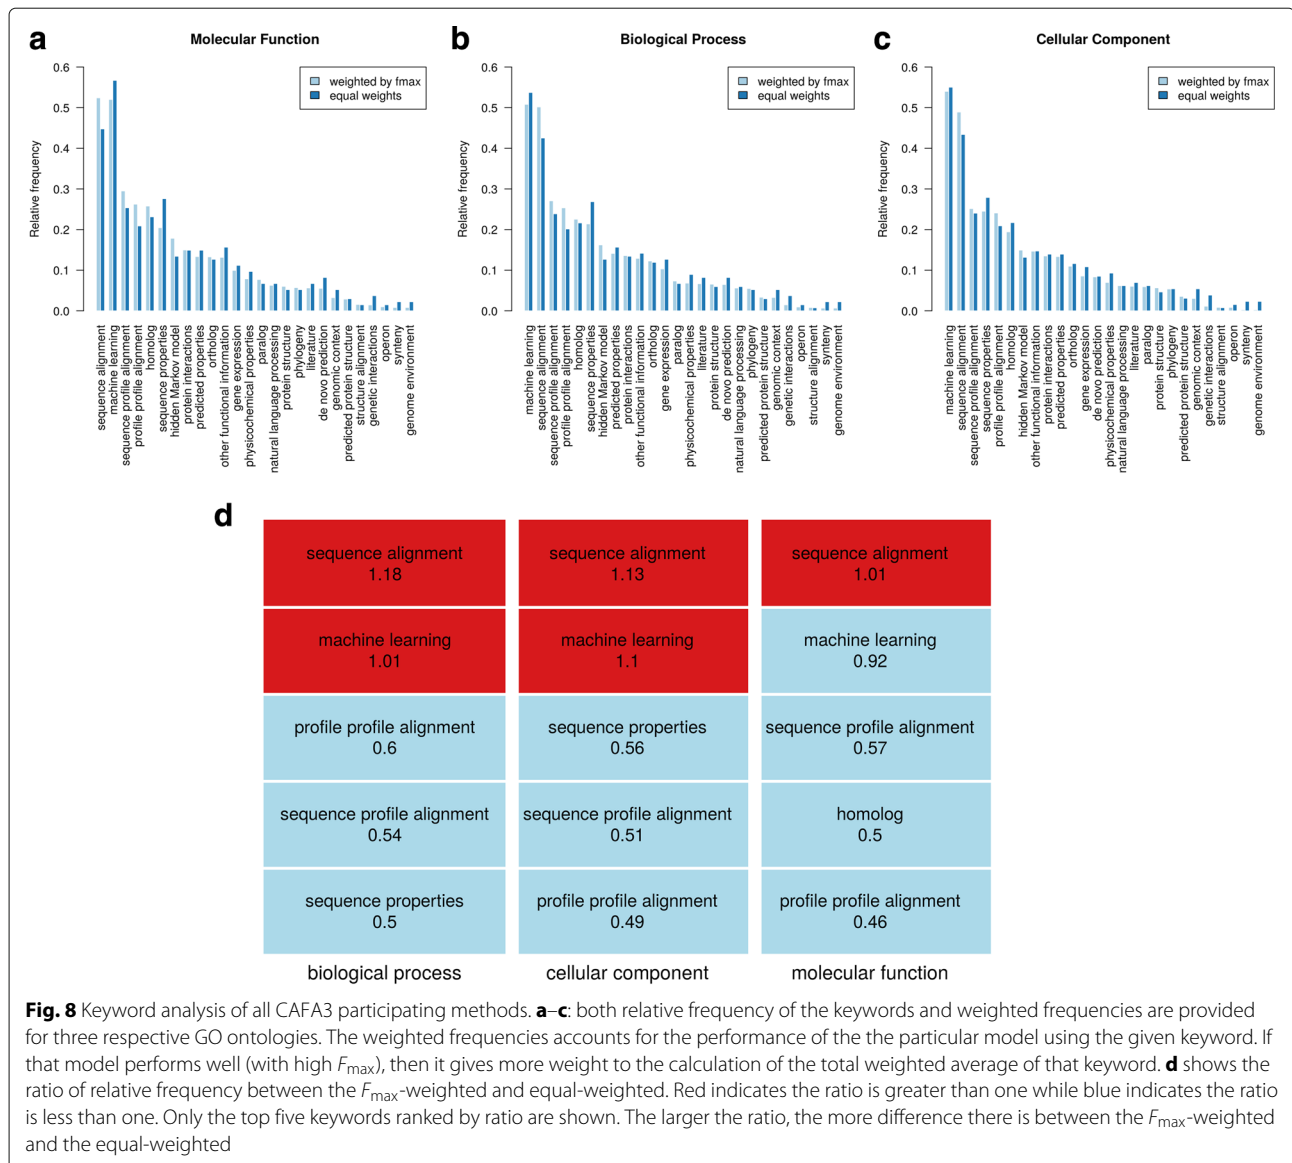 a
Molecular Function
Relative frequency
0.6
0.5
0.4
0.3
0.2
0.1
0.0
weighted by fmax
equal weights
sequence alignment
machine learning
sequence profile alignment
profile profile alignment
homolog
sequence properties
hidden Markov model
protein interactions
predicted properties
ortholog
other functional information
gene expression
physicochemical properties
paralog
natural language processing
protein structure
phylogeny
literature
de novo prediction
genomic context
predicted protein structure
structure alignment
genetic interactions
operon
synteny
genome environment
b
Biological Process
Relative frequency
0.6
0.5
0.4
0.3
0.2
0.1
0.0
weighted by fmax
equal weights
machine learning
sequence alignment
sequence profile alignment
profile profile alignment
homolog
sequence properties
hidden Markov model
predicted properties
protein interactions
other functional information
ortholog
gene expression
paralog
physicochemical properties
literature
protein structure
de novo prediction
natural language processing
phylogeny
predicted protein structure
genomic context
genetic interactions
operon
structure alignment
synteny
genome environment
c
Cellular Component
Relative frequency
0.6
0.5
0.4
0.3
0.2
0.1
0.0
weighted by fmax
equal weights
machine learning
sequence alignment
sequence profile alignment
sequence properties
profile profile alignment
homolog
hidden Markov model
other functional information
protein interactions
predicted properties
ortholog
gene expression
de novo prediction
physicochemical properties
natural language processing
literature
paralog
protein structure
phylogeny
predicted protein structure
genomic context
genetic interactions
structure alignment
operon
synteny
genome environment
d
sequence alignment
1.18
sequence alignment
1.13
sequence alignment
1.01
machine learning
1.01
machine learning
1.1
machine learning
0.92
profile profile alignment
0.6
sequence properties
0.56
sequence profile alignment
0.57
sequence profile alignment
0.54
sequence profile alignment
0.51
homolog
0.5
sequence properties
0.5
profile profile alignment
0.49
profile profile alignment
0.46
biological process
cellular component
molecular function
Fig. 8 Keyword analysis of all CAFA3 participating methods. a–c: both relative frequency of the keywords and weighted frequencies are provided
for three respective GO ontologies. The weighted frequencies accounts for the performance of the the particular model using the given keyword. If
that model performs well (with high Fmax), then it gives more weight to the calculation of the total weighted average of that keyword. d shows the
ratio of relative frequency between the Fmax-weighted and equal-weighted. Red indicates the ratio is greater than one while blue indicates the ratio
is less than one. Only the top five keywords ranked by ratio are shown. The larger the ratio, the more difference there is between the Fmax-weighted
and the equal-weighted